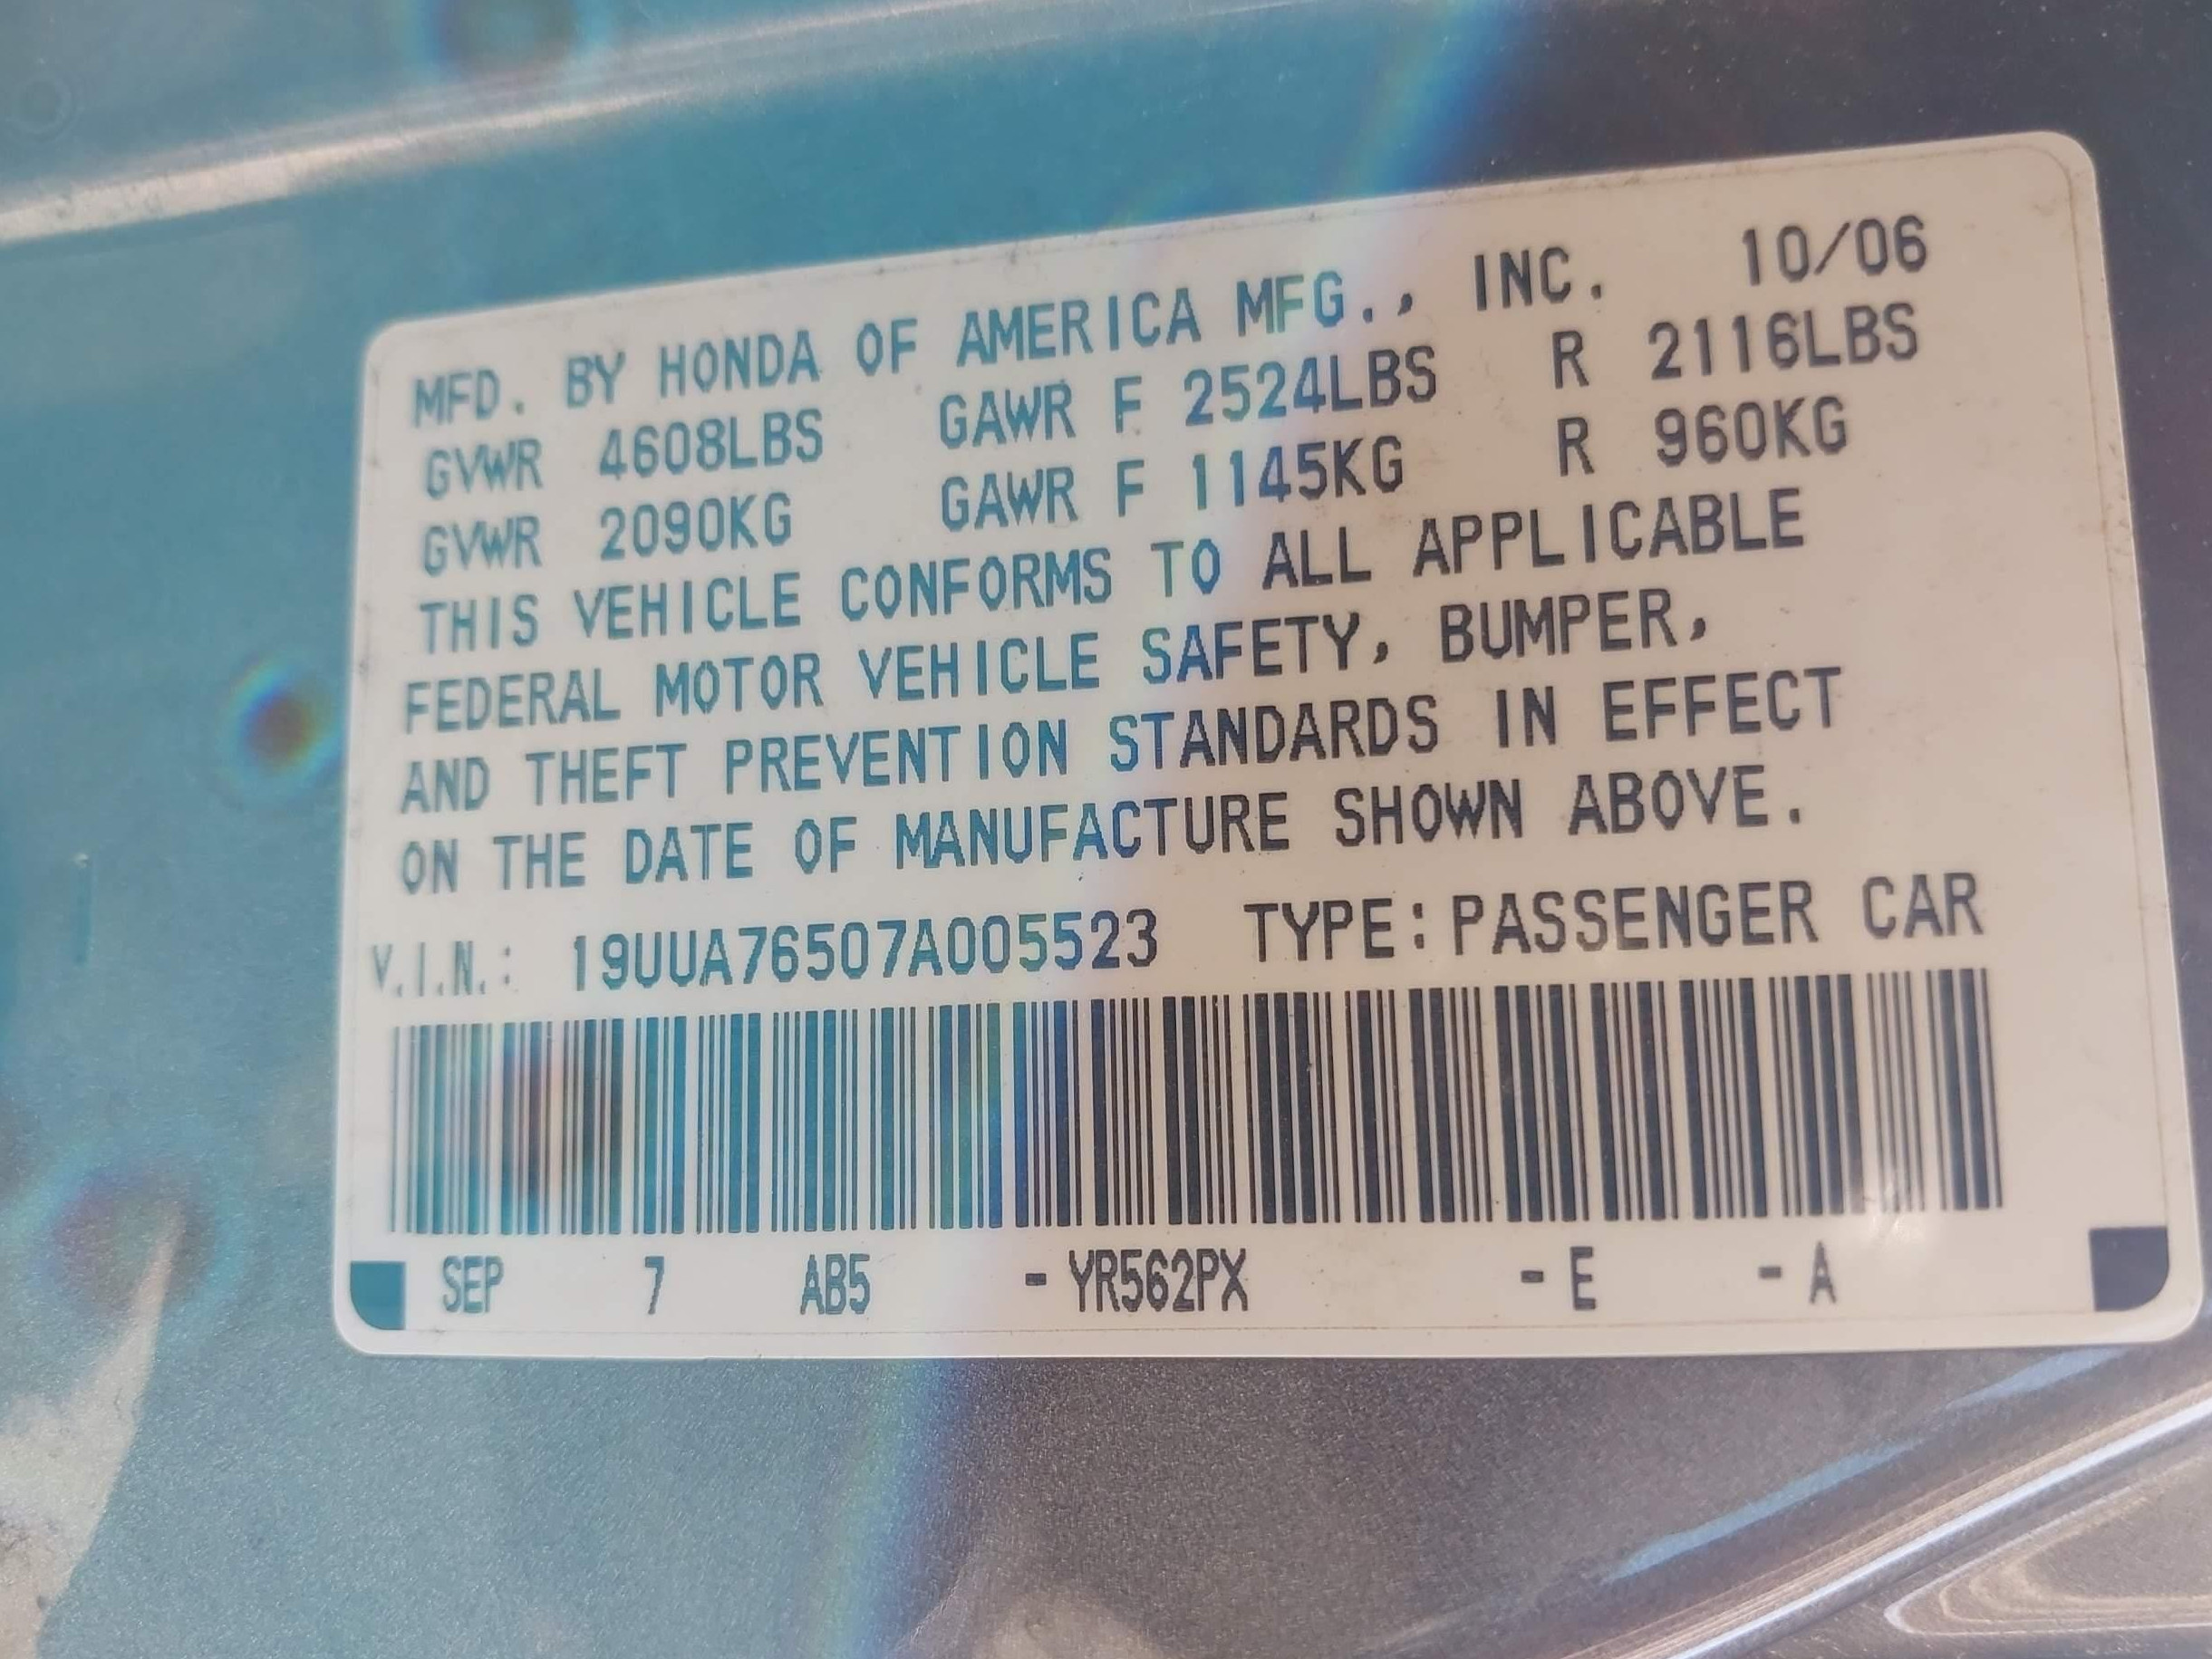 MFD. BY HONDA OF AMERICA MFG., INC. 10/06
GVWR 4608LBS GAWR F 2524LBS R 2116LBS
GVWR 2090KG GAWR F 1145KG R 960KG
THIS VEHICLE CONFORMS TO ALL APPLICABLE
FEDERAL MOTOR VEHICLE SAFETY, BUMPER,
AND THEFT PREVENTION STANDARDS IN EFFECT
ON THE DATE OF MANUFACTURE SHOWN ABOVE.
V.I.N.: 19UUA76507A005523 TYPE: PASSENGER CAR
SEP 7 AB5 - YR562PX - E - A